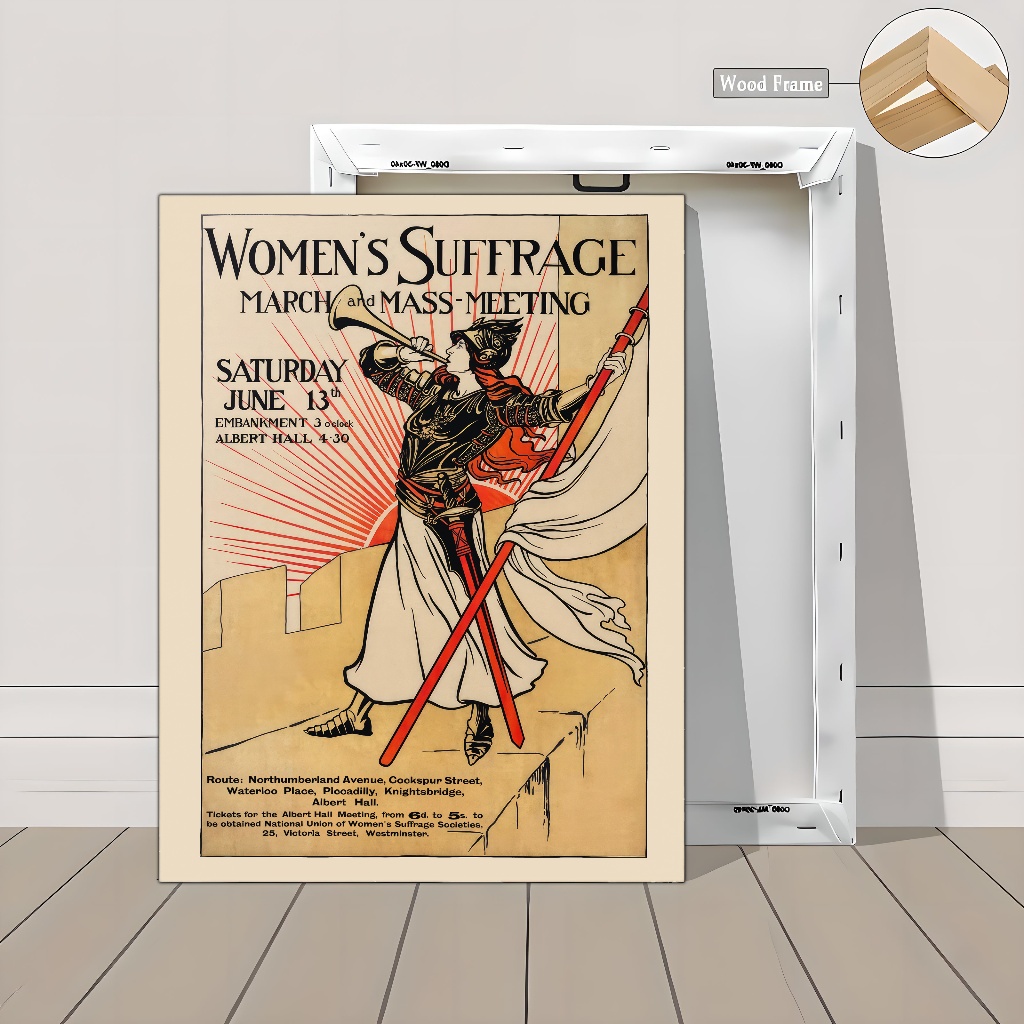 Wood Frame
WOMEN'S SUFFRAGE
MARCH and MASS-MEETING
SATURDAY
JUNE 13th
EMBANKMENT 3 o'clock
ALBERT HALL 4·30
Route: Northumberland Avenue, Cockspur Street,
Waterloo Place, Piccadilly, Knightsbridge,
Albert Hall.
Tickets for the Albert Hall Meeting, from 6d. to 5s. to
be obtained National Union of Women's Suffrage Societies.
25, Victoria Street, Westminster.